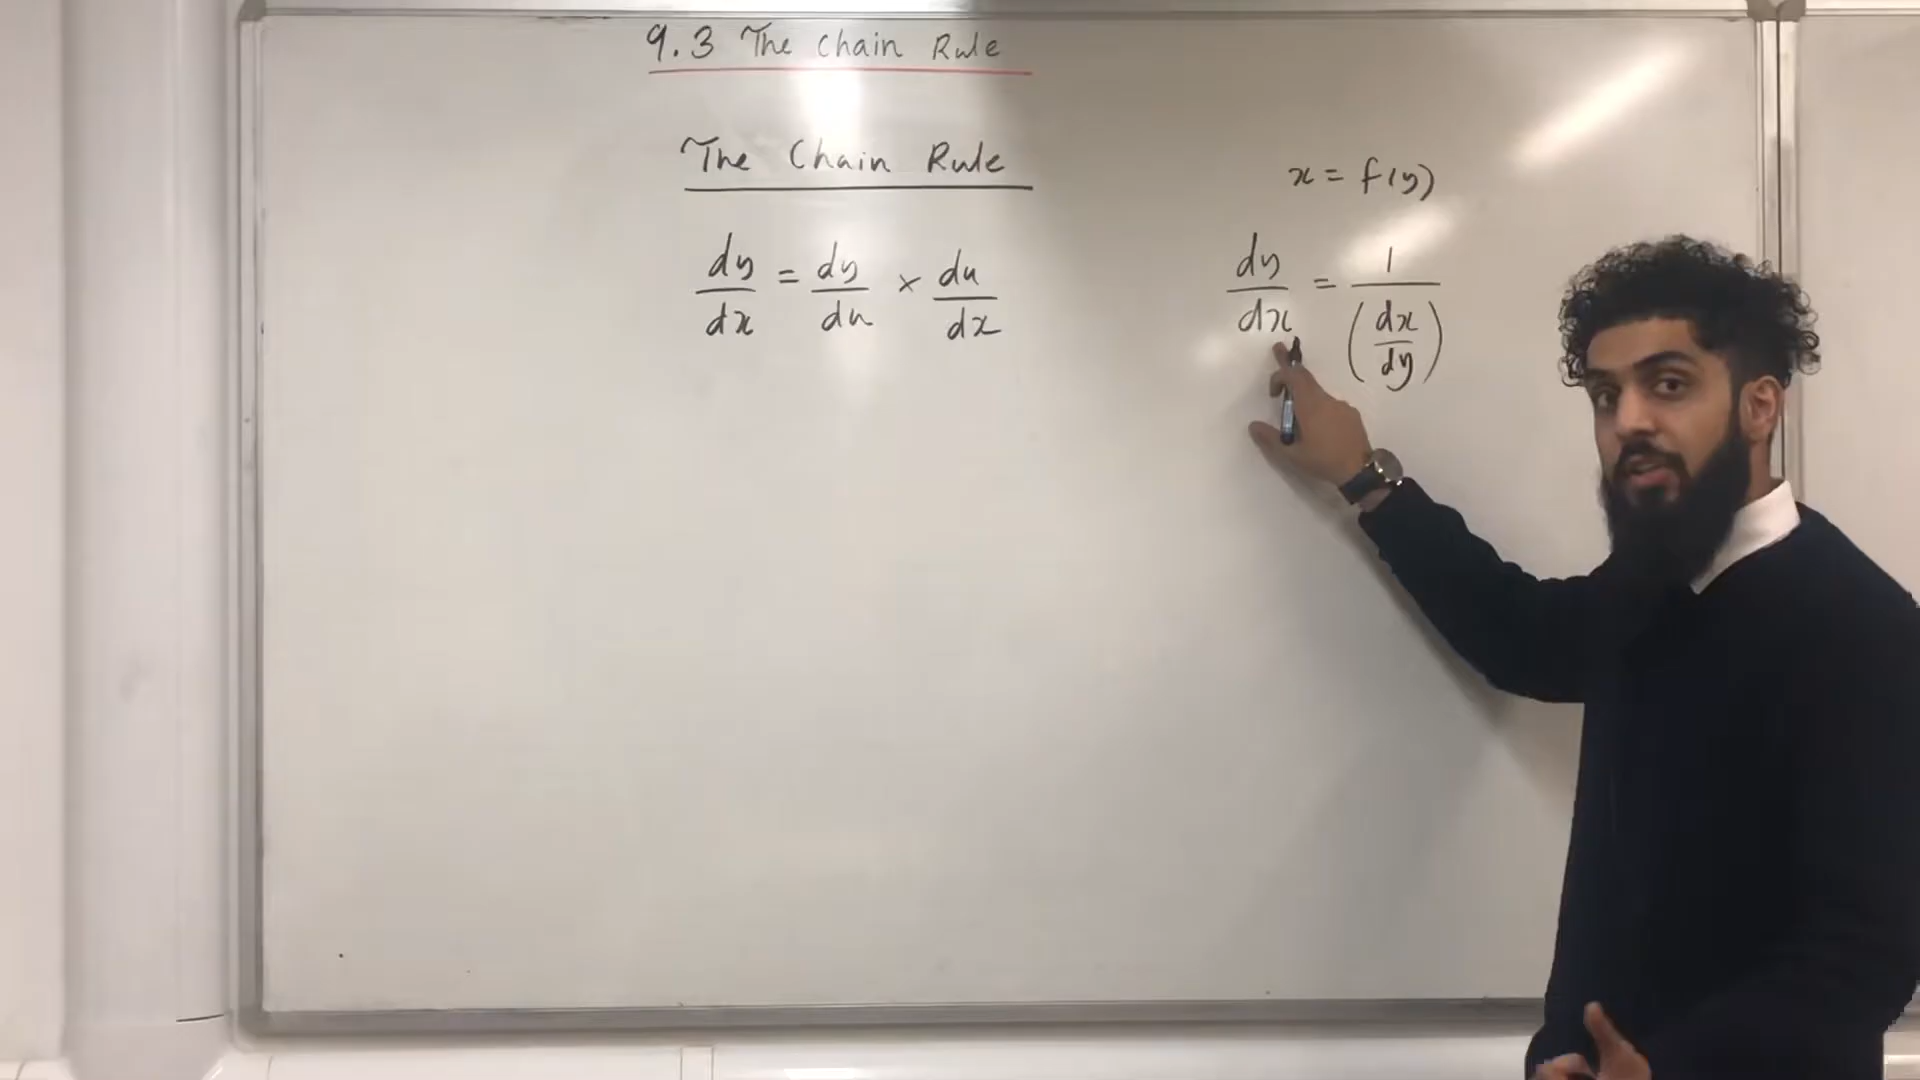 9.3 The Chain Rule
The Chain Rule
dy/dx = dy/du × du/dx
x = f(y)
dy/dx = 1/(dx/dy)